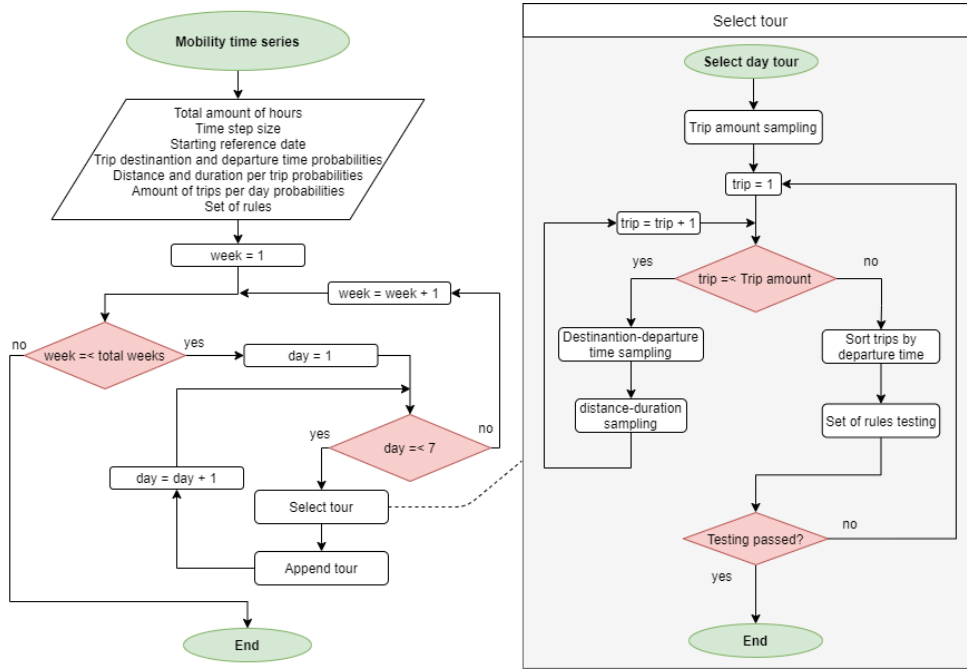 Mobility time series
Total amount of hours
Time step size
Starting reference date
Trip destinantion and departure time probabilities
Distance and duration per trip probabilities
Amount of trips per day probabilities
Set of rules
week = 1
week = week + 1
no
week =< total weeks
yes
day = 1
yes
day =< 7
no
day = day + 1
Select tour
Append tour
End
Select tour
Select day tour
Trip amount sampling
trip = 1
trip = trip + 1
yes
trip =< Trip amount
no
Destinantion-departure
time sampling
Sort trips by
departure time
distance-duration
sampling
Set of rules testing
Testing passed?
no
yes
End